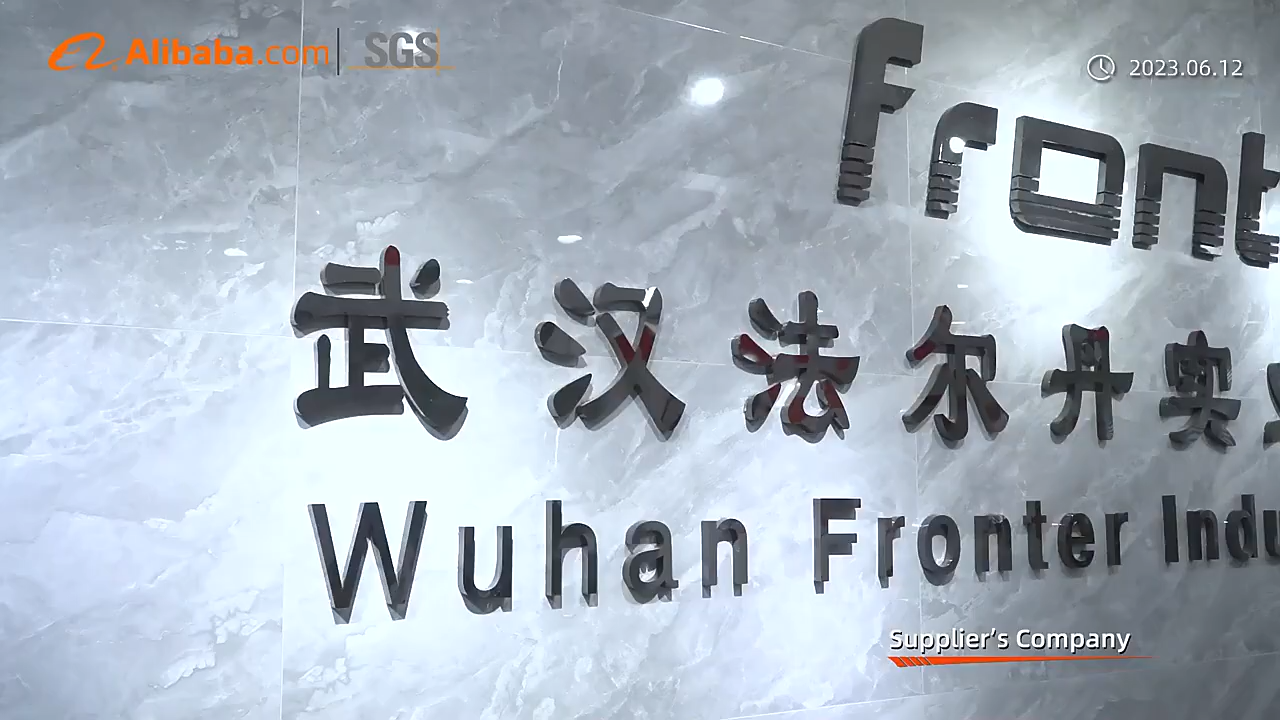 Alibaba.com | SGS
2023.06.12
front
武汉法尔丹实
Wuhan Fronter Indu
Supplier's Company